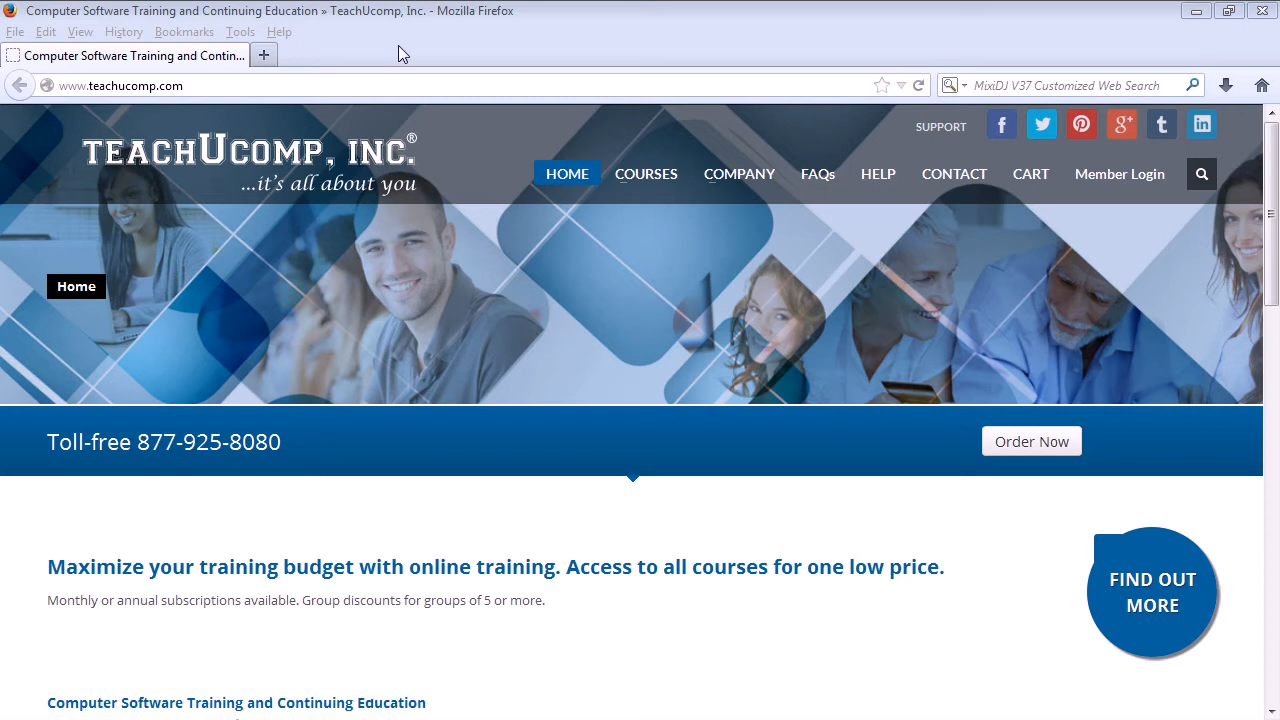 Computer Software Training and Continuing Education » TeachUcomp, Inc. - Mozilla Firefox
File Edit View History Bookmarks Tools Help
Computer Software Training and Contin... +
www.teachucomp.com MixiDJ V37 Customized Web Search
SUPPORT f g+ t in
TEACHUCOMP, INC.®
...it's all about you
HOME COURSES COMPANY FAQs HELP CONTACT CART Member Login
Home
Toll-free 877-925-8080 Order Now
Maximize your training budget with online training. Access to all courses for one low price.
Monthly or annual subscriptions available. Group discounts for groups of 5 or more.
FIND OUT
MORE
Computer Software Training and Continuing Education